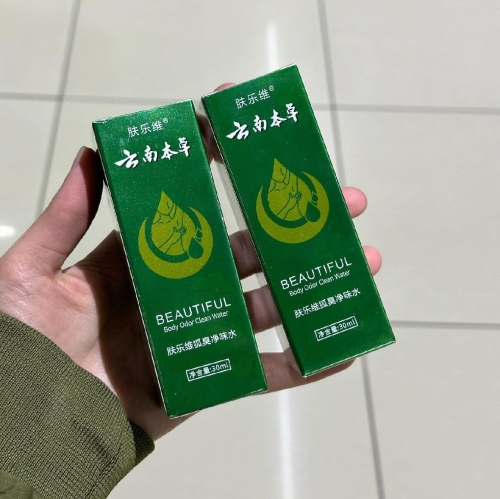 肤乐维®
云南本草
BEAUTIFUL
Body Odor Clean Water
肤乐维狐臭净味水
净含量:30ml
肤乐维®
云南本草
BEAUTIFUL
Body Odor Clean Water
肤乐维狐臭净味水
净含量:30ml